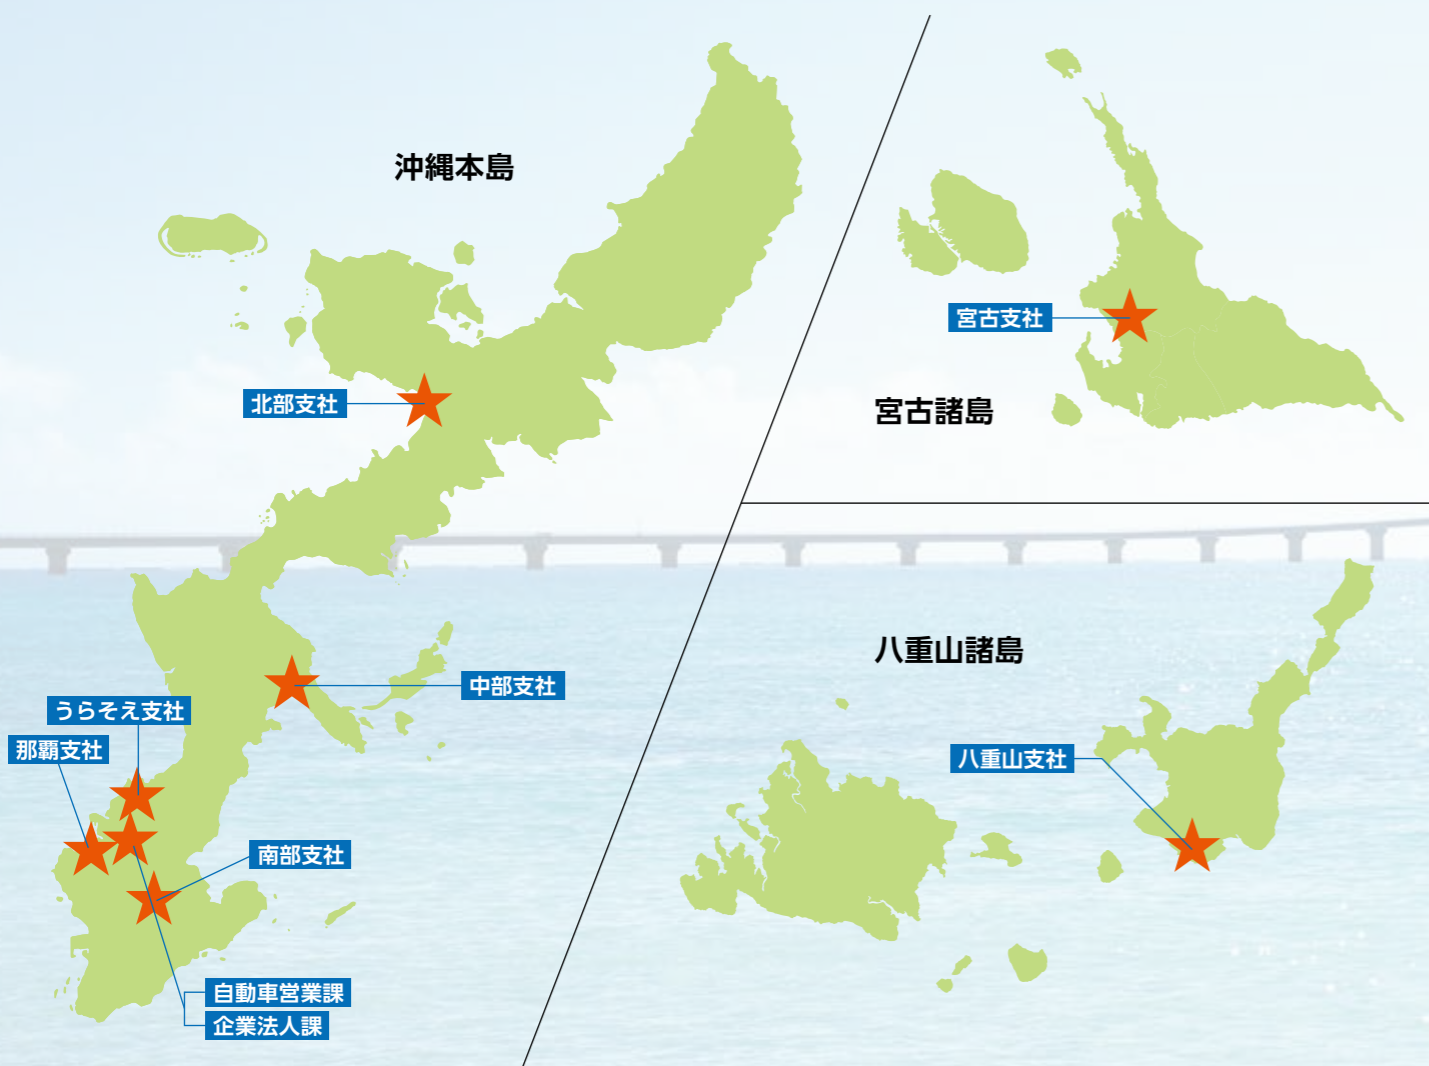 沖縄本島
北部支社
中部支社
うらそえ支社
那覇支社
南部支社
自動車営業課
企業法人課
宮古支社
宮古諸島
八重山諸島
八重山支社